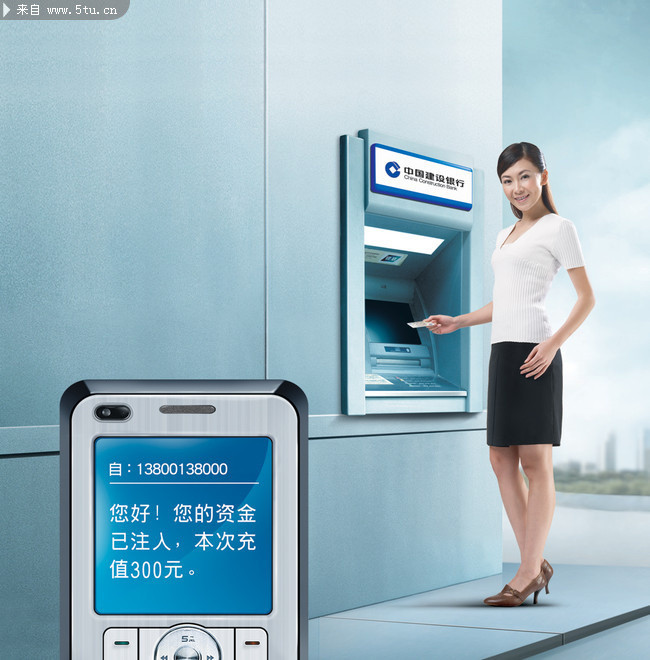 来自 www.5tu.cn
中国建设银行
China Construction Bank
自：13800138000
您好！您的资金
已注入，本次充
值300元。